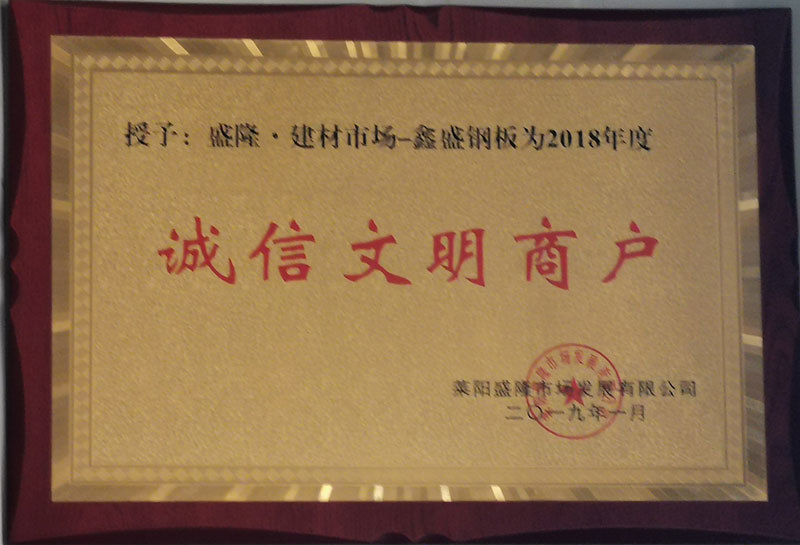 授予：盛隆·建材市场-鑫盛钢板为2018年度
诚信文明商户
莱阳盛隆市场发展有限公司
二〇一九年一月